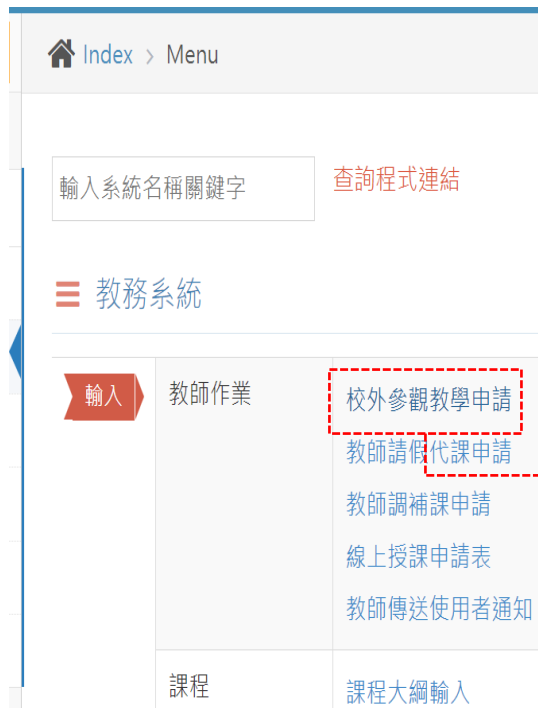 Index > Menu
輸入系統名稱關鍵字
查詢程式連結
教務系統
輸入
教師作業
校外參觀教學申請
教師請假代課申請
教師調補課申請
線上授課申請表
教師傳送使用者通知
課程
課程大綱輸入